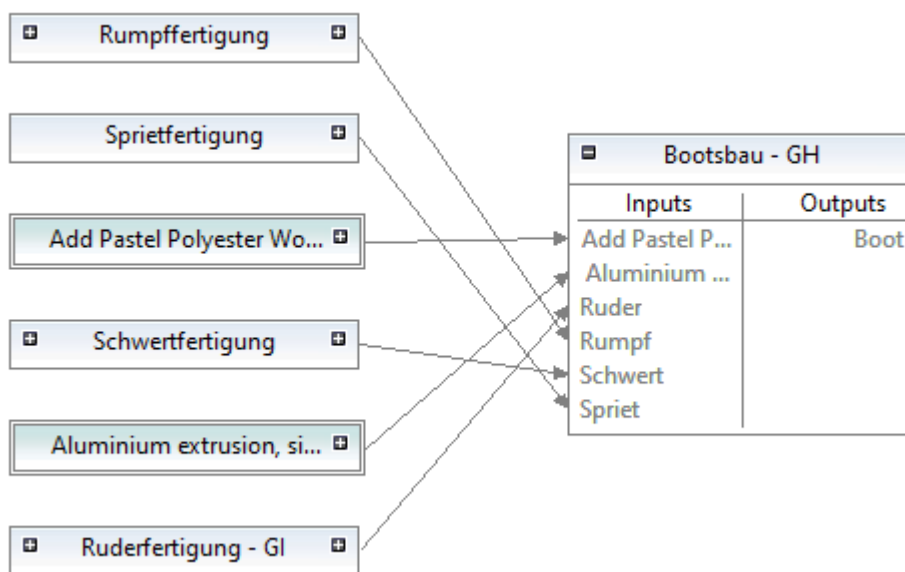 Rumpffertigung
Sprietfertigung
Add Pastel Polyester Wo...
Schwertfertigung
Aluminium extrusion, si...
Ruderfertigung - GI
Bootsbau - GH
Inputs Outputs
Add Pastel P... Boot
Aluminium ...
Ruder
Rumpf
Schwert
Spriet